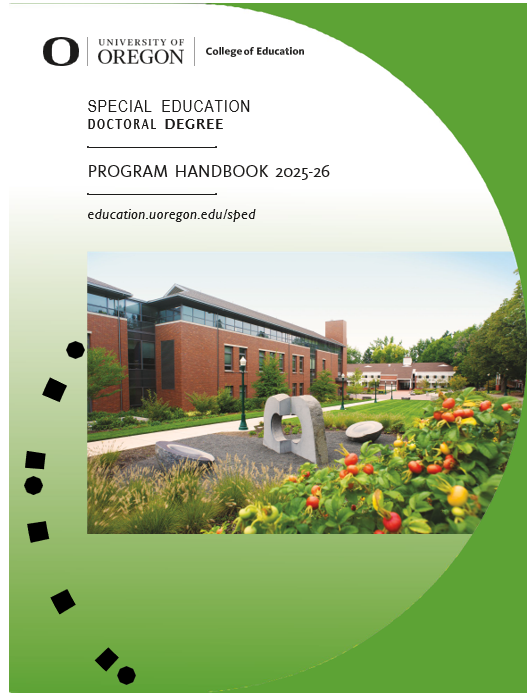 UNIVERSITY OF
OREGON
College of Education
SPECIAL EDUCATION
DOCTORAL DEGREE
PROGRAM HANDBOOK 2025-26
education.uoregon.edu/sped